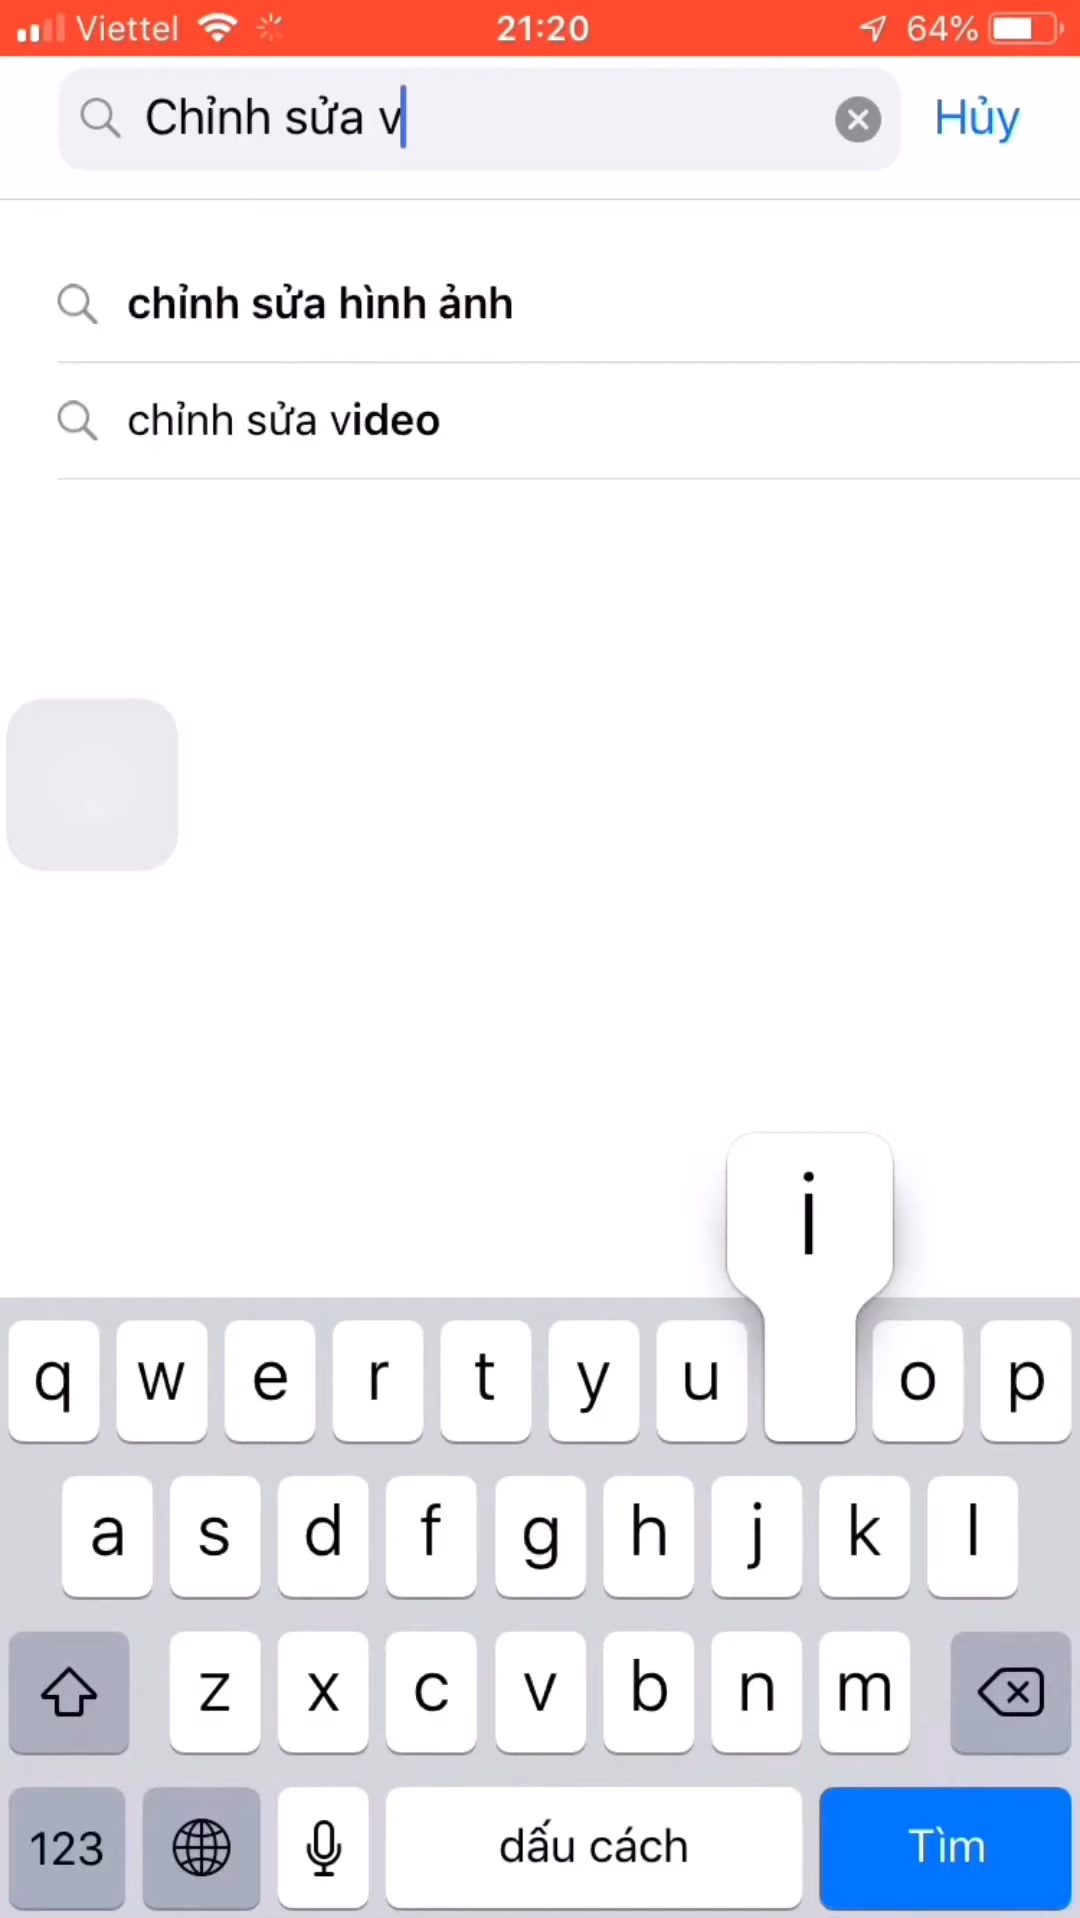 Viettel 21:20 64%
Chỉnh sửa v Hủy
chỉnh sửa hình ảnh
chỉnh sửa video
i
q w e r t y u o p
a s d f g h j k l
z x c v b n m
123 dấu cách Tìm